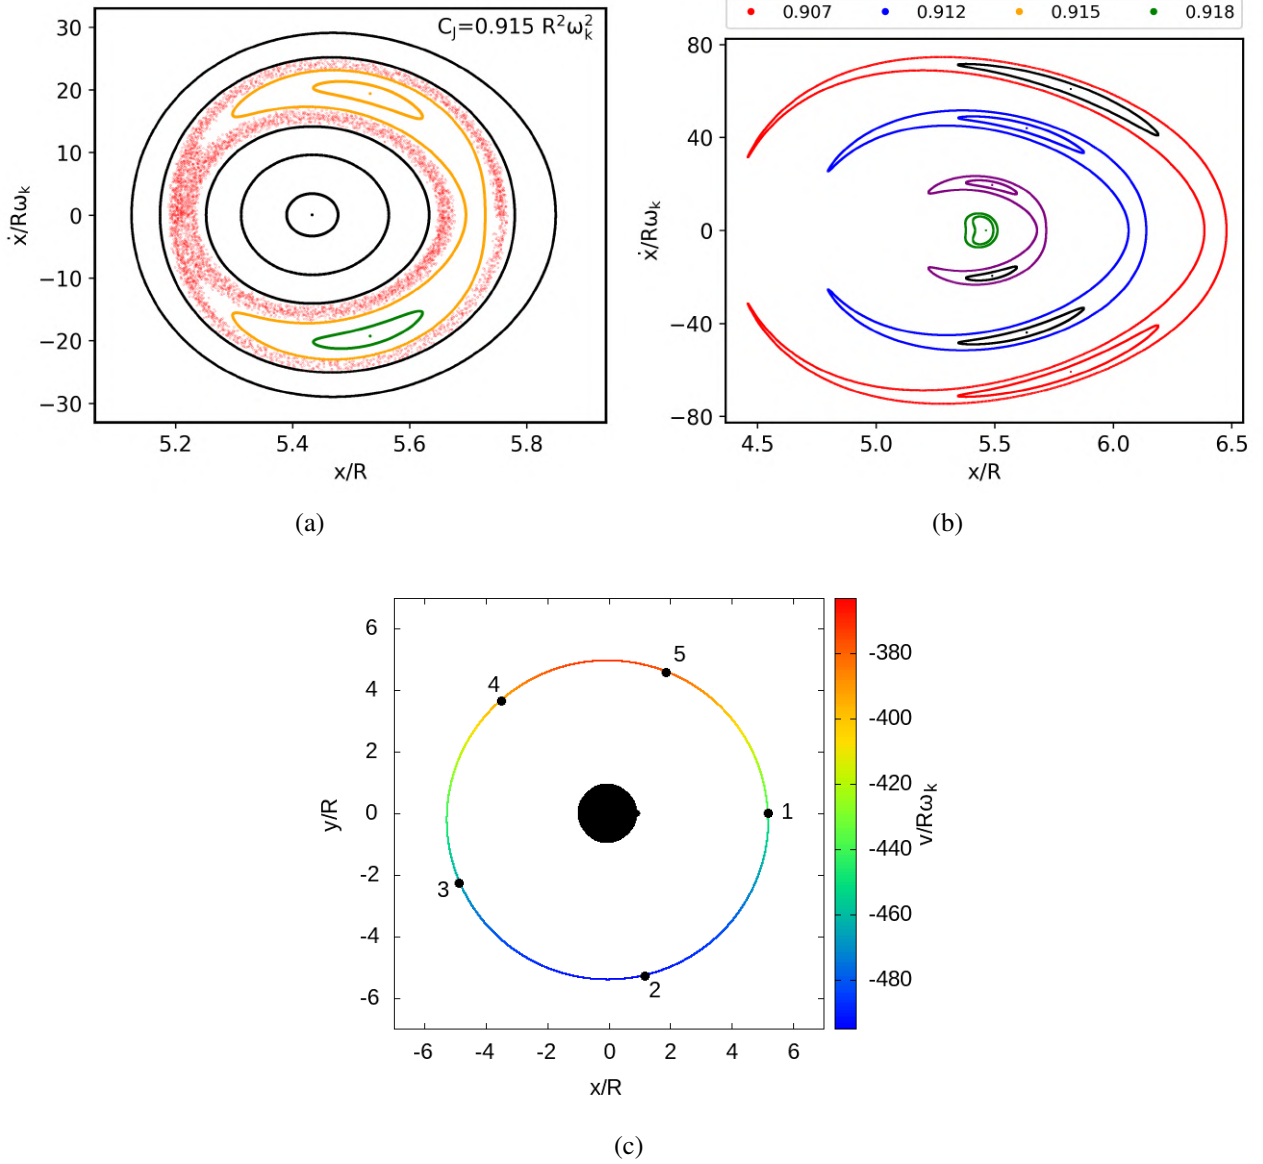 C_J=0.915 R²ω_k²
30
20
10
0
−10
−20
−30
ẋ/Rω_k
5.2 5.4 5.6 5.8
x/R
(a)
0.907 0.912 0.915 0.918
80
40
0
−40
−80
ẋ/Rω_k
4.5 5.0 5.5 6.0 6.5
x/R
(b)
6
4
2
0
-2
-4
-6
y/R
-6 -4 -2 0 2 4 6
x/R
1
2
3
4
5
-380
-400
-420
-440
-460
-480
v/Rω_k
(c)